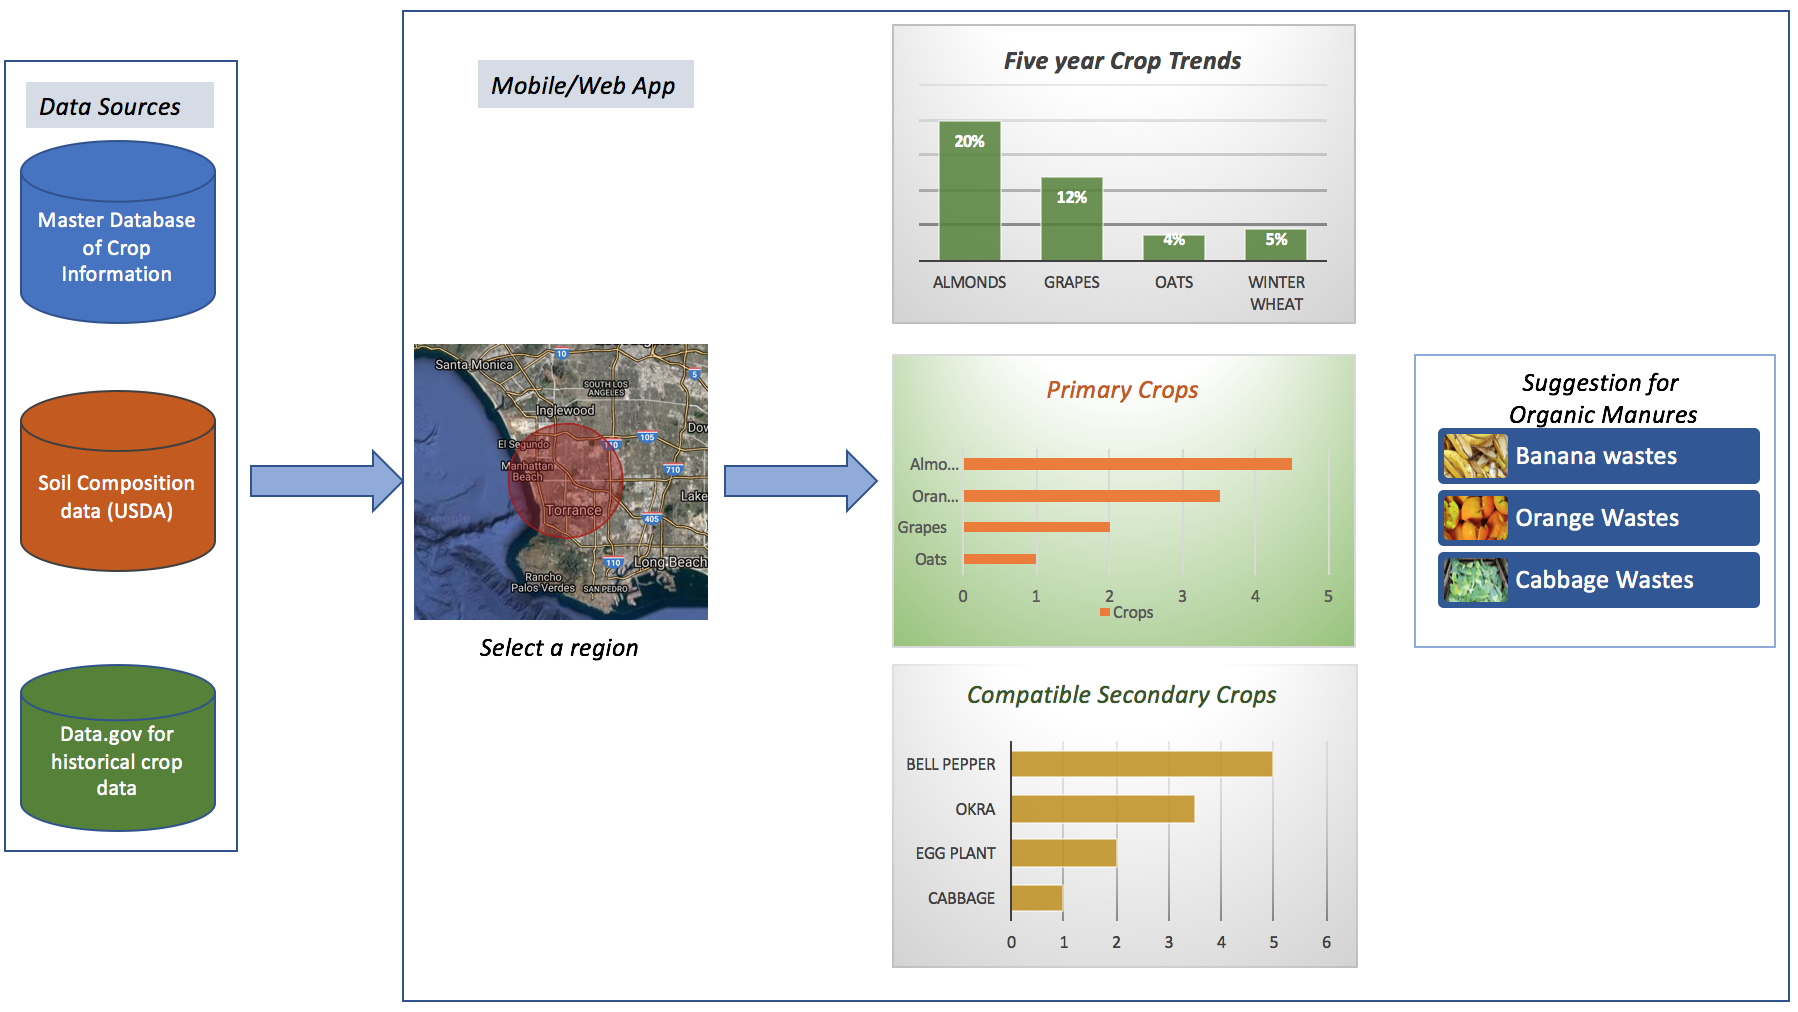 Data Sources
Master Database
of Crop
Information
Soil Composition
data (USDA)
Data.gov for
historical crop
data
Mobile/Web App
Santa Monica
10
5
SOUTH LOS
ANGELES
Inglewood
Dow
El Segundo
110
105
Manhattan
Beach
710
Lake
Torrance
405
110
Long Beach
Rancho
Palos Verdes
SAN PEDRO
Select a region
Five year Crop Trends
20%
12%
4%
5%
ALMONDS
GRAPES
OATS
WINTER
WHEAT
Primary Crops
Almo...
Oran...
Grapes
Oats
0 1 2 3 4 5
Crops
Compatible Secondary Crops
BELL PEPPER
OKRA
EGG PLANT
CABBAGE
0 1 2 3 4 5 6
Suggestion for
Organic Manures
Banana wastes
Orange Wastes
Cabbage Wastes